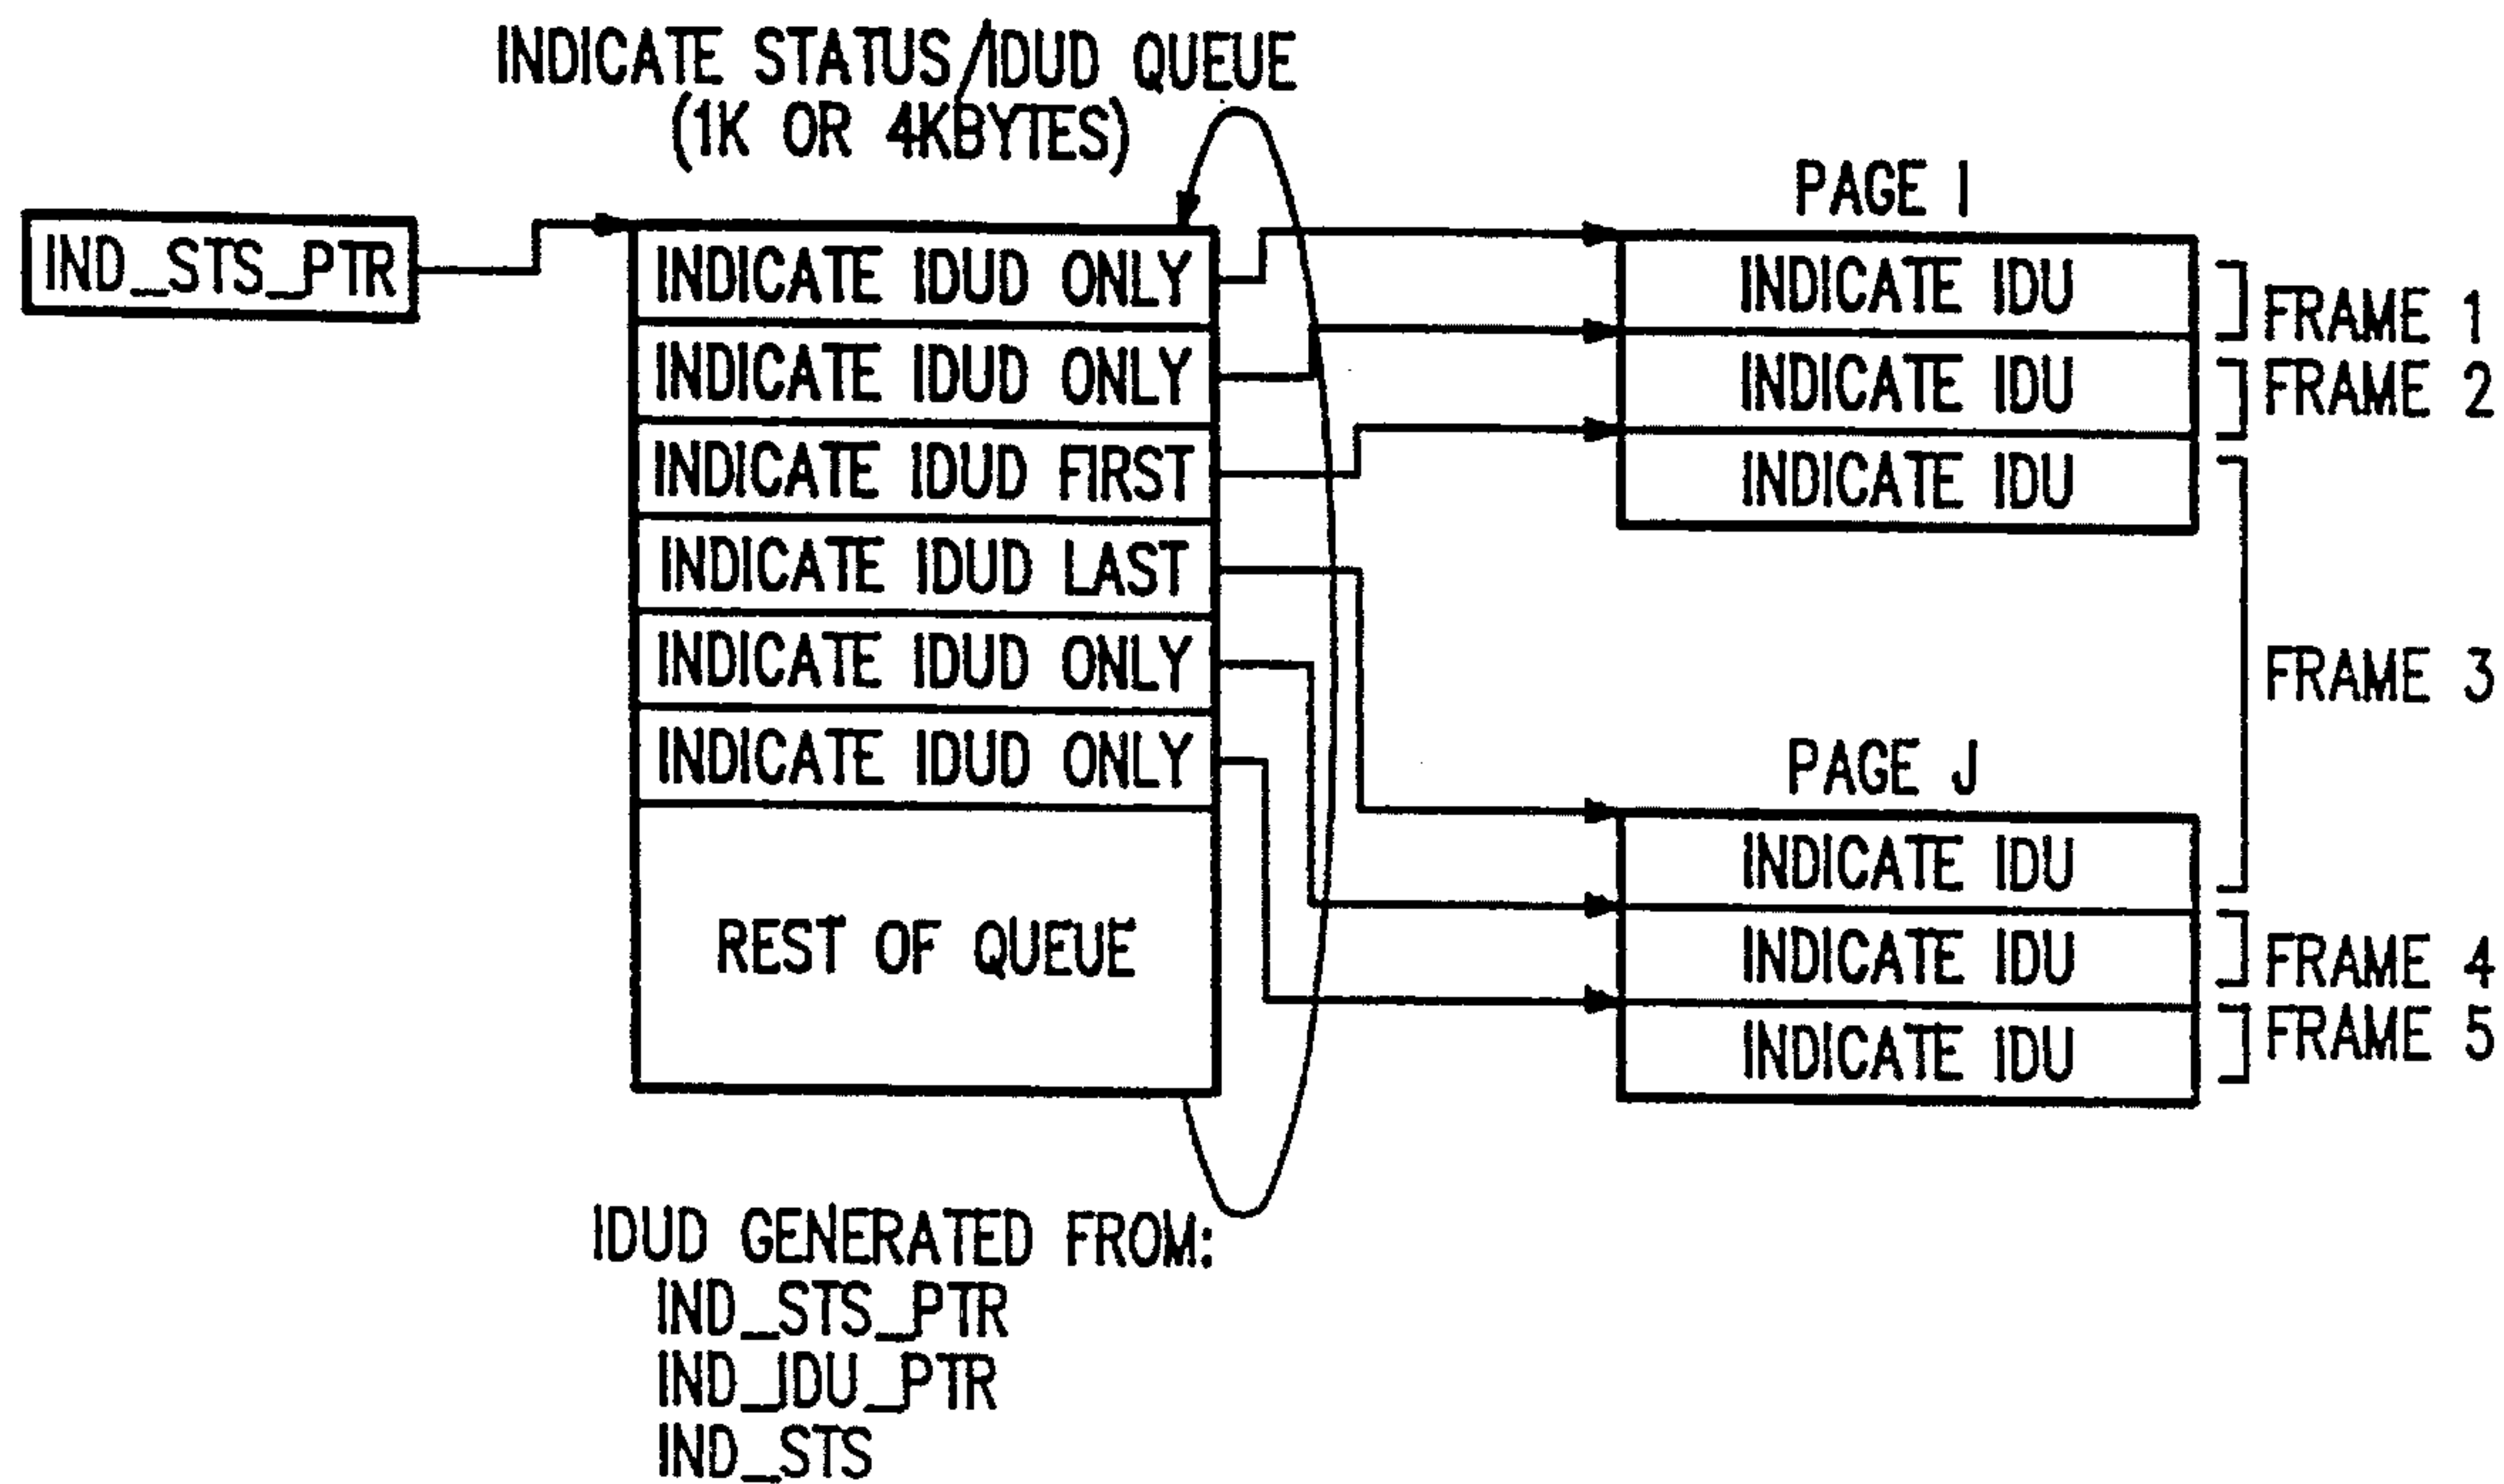 INDICATE STATUS/IDUD QUEUE
(1K OR 4KBYTES)
IND_STS_PTR
INDICATE IDUD ONLY
INDICATE IDUD ONLY
INDICATE IDUD FIRST
INDICATE IDUD LAST
INDICATE IDUD ONLY
INDICATE IDUD ONLY
REST OF QUEUE
PAGE I
INDICATE IDU
INDICATE IDU
INDICATE IDU
FRAME 1
FRAME 2
FRAME 3
PAGE J
INDICATE IDU
INDICATE IDU
INDICATE IDU
FRAME 4
FRAME 5
IDUD GENERATED FROM:
IND_STS_PTR
IND_IDU_PTR
IND_STS